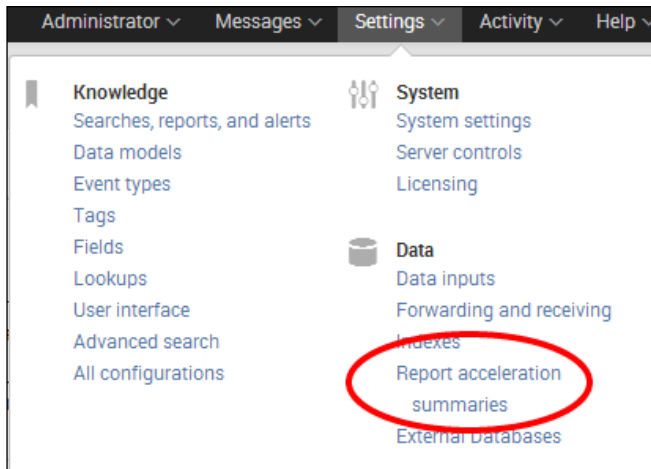 Administrator Messages Settings Activity Help
Knowledge
Searches, reports, and alerts
Data models
Event types
Tags
Fields
Lookups
User interface
Advanced search
All configurations
System
System settings
Server controls
Licensing
Data
Data inputs
Forwarding and receiving
Indexes
Report acceleration
summaries
External Databases